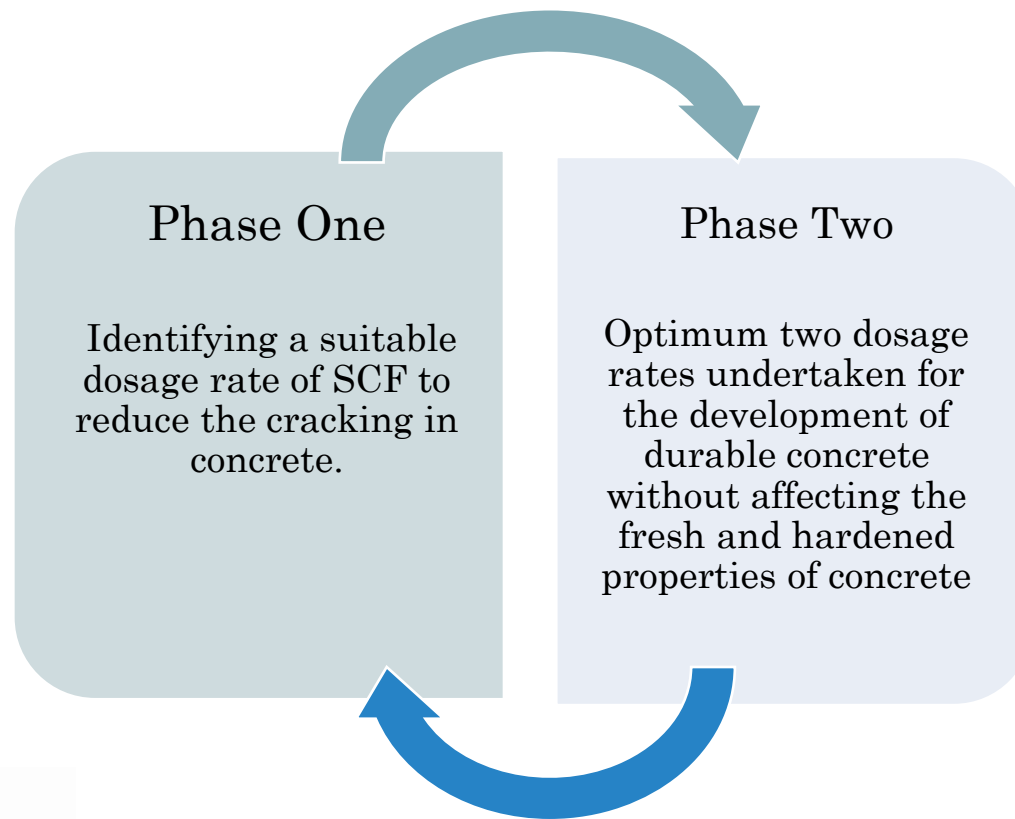 Phase One
Identifying a suitable
dosage rate of SCF to
reduce the cracking in
concrete.
Phase Two
Optimum two dosage
rates undertaken for
the development of
durable concrete
without affecting the
fresh and hardened
properties of concrete